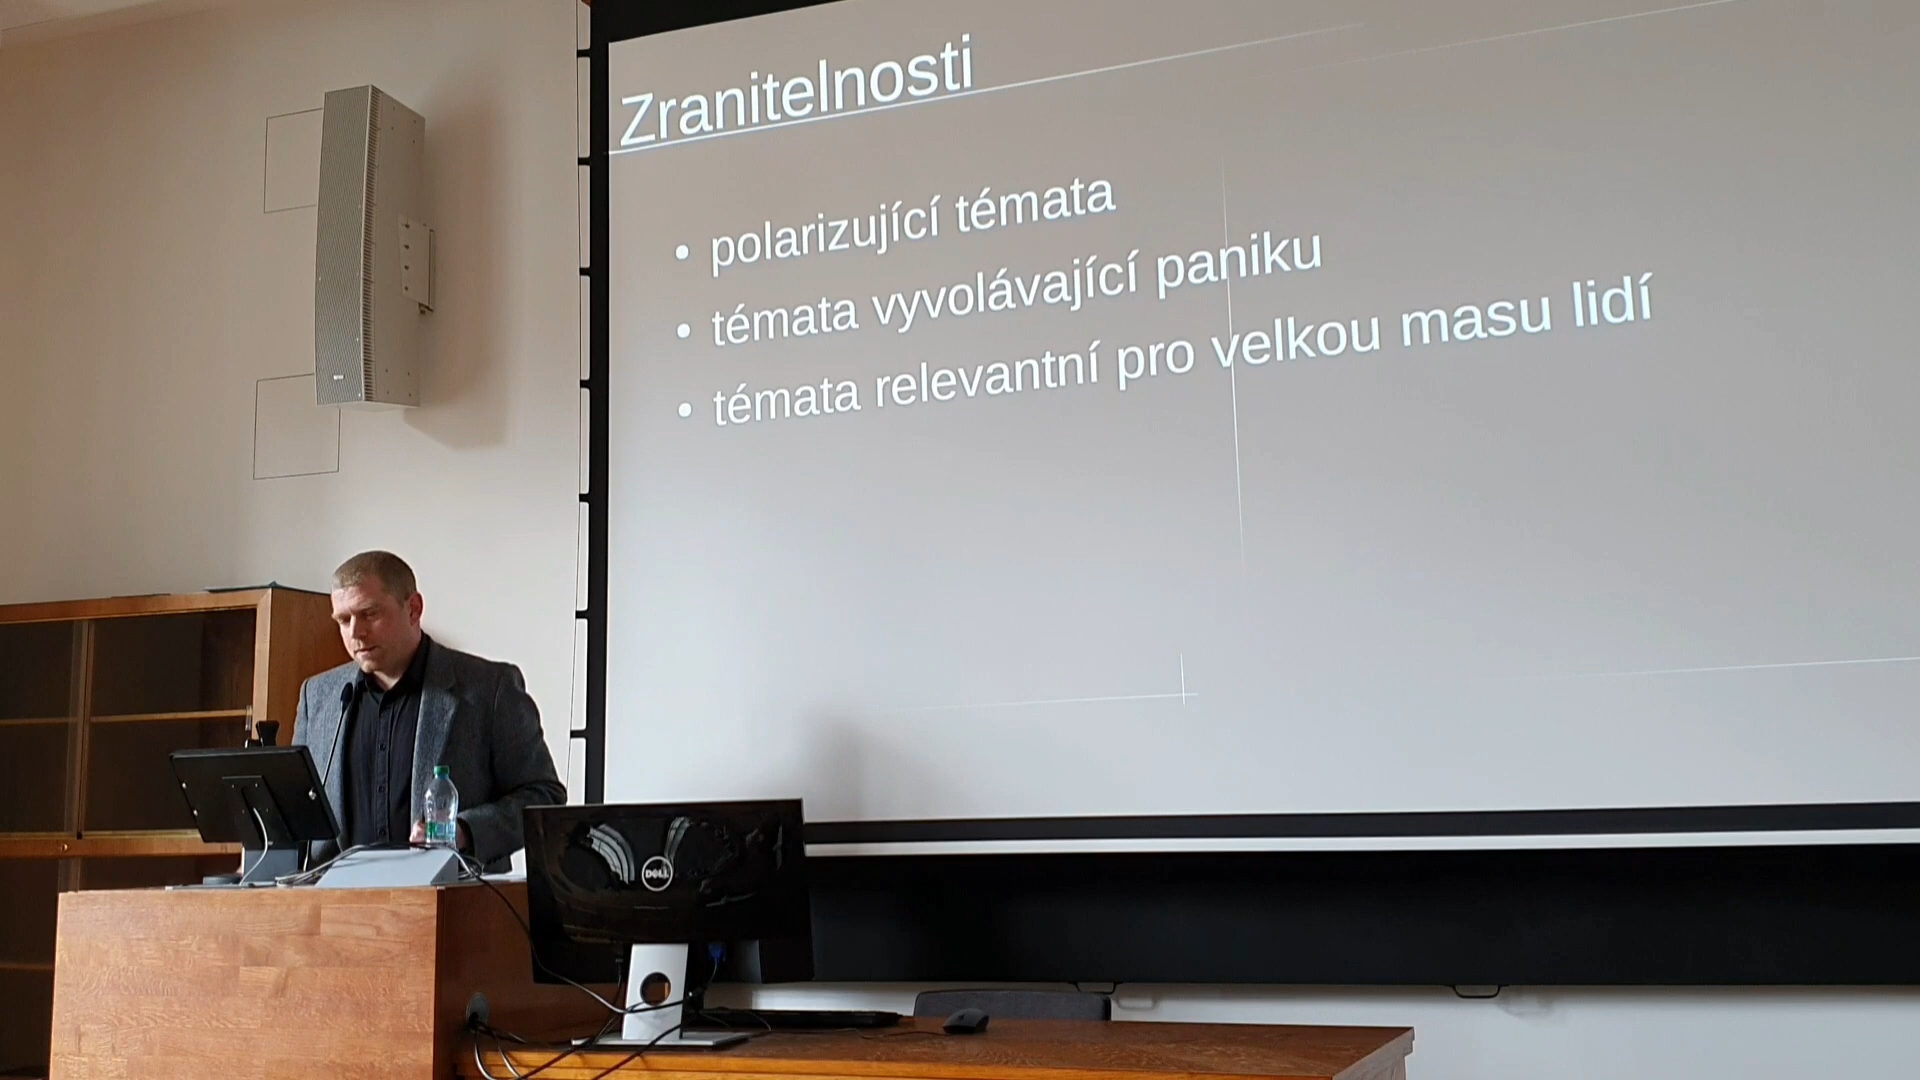 Zranitelnosti
• polarizující témata
• témata vyvolávající paniku
• témata relevantní pro velkou masu lidí
DELL